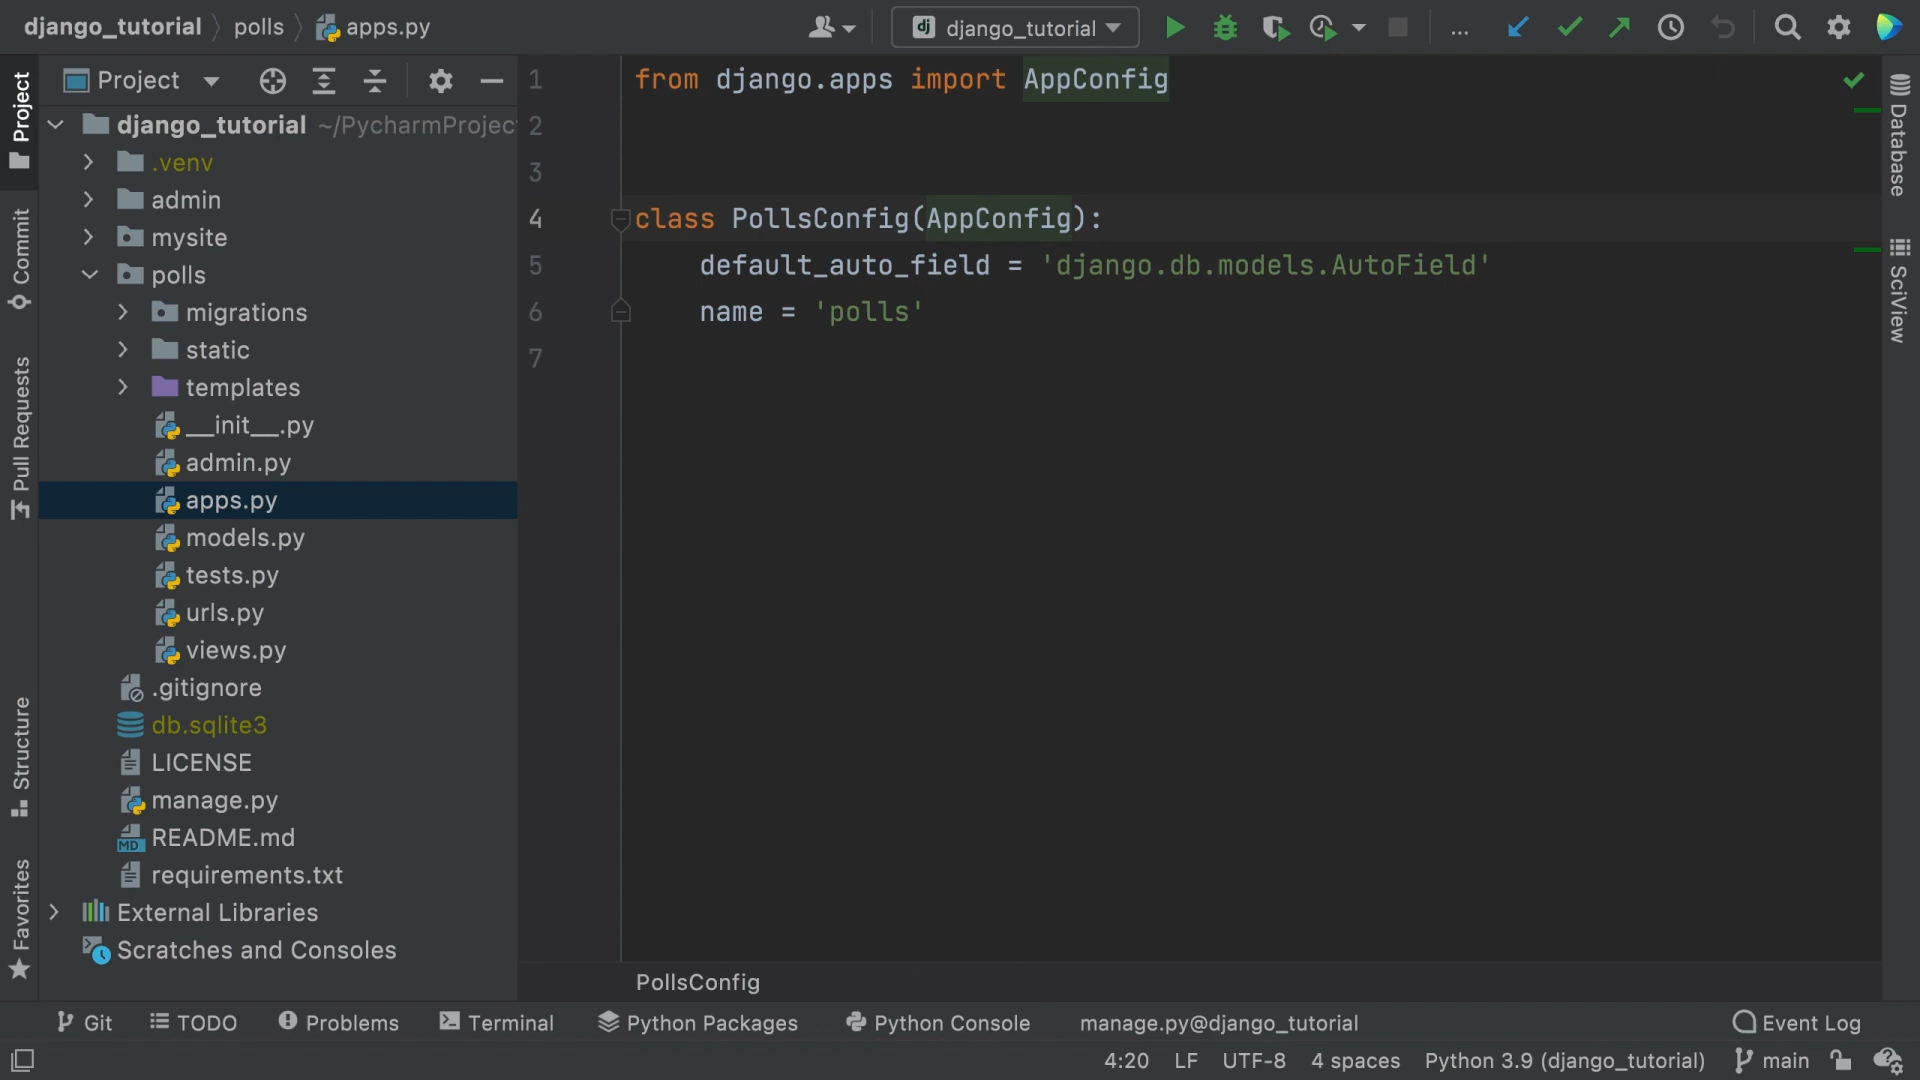 django_tutorial polls apps.py
dj django_tutorial
...
Project
Project
Commit
Pull Requests
Structure
Favorites
django_tutorial ~/PycharmProject
.venv
admin
mysite
polls
migrations
static
templates
__init__.py
admin.py
apps.py
models.py
tests.py
urls.py
views.py
.gitignore
db.sqlite3
LICENSE
manage.py
MD README.md
requirements.txt
External Libraries
Scratches and Consoles
1 from django.apps import AppConfig
2
3
4 class PollsConfig(AppConfig):
5 default_auto_field = 'django.db.models.AutoField'
6 name = 'polls'
7
PollsConfig
Database
SciView
Git TODO Problems Terminal Python Packages Python Console manage.py@django_tutorial Event Log
4:20 LF UTF-8 4 spaces Python 3.9 (django_tutorial) main